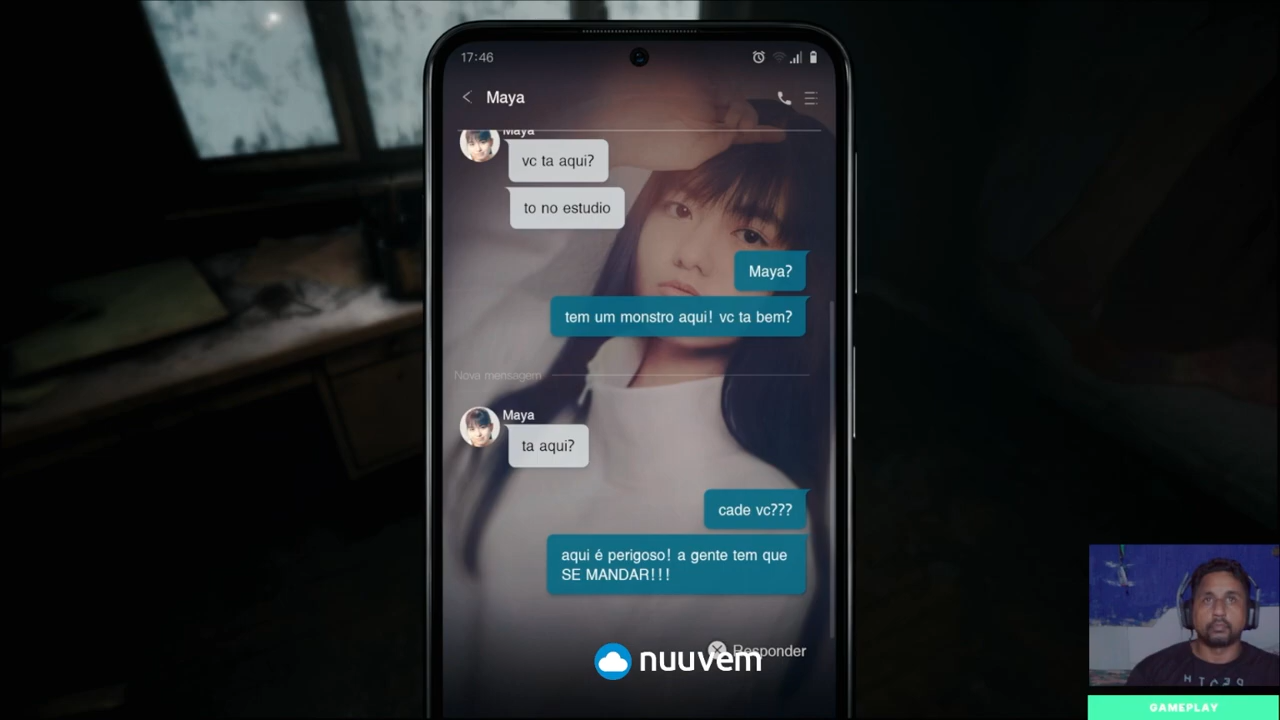 17:46
Maya
Maya
vc ta aqui?
to no estudio
Maya?
tem um monstro aqui! vc ta bem?
Nova mensagem
Maya
ta aqui?
cade vc???
aqui é perigoso! a gente tem que
SE MANDAR!!!
Responder
nuuvem
GAMEPLAY